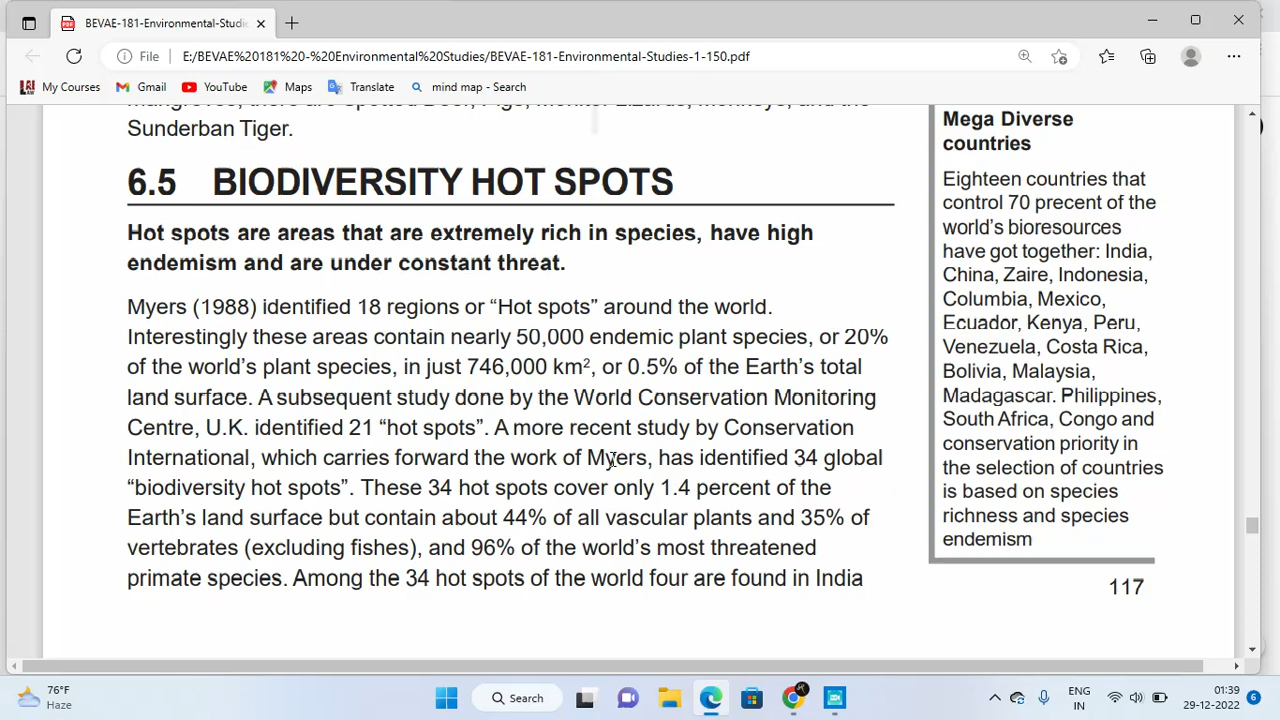 BEVAE-181-Environmental-Studi
File
E:/BEVAE%20181%20-%20Environmental%20Studies/BEVAE-181-Environmental-Studies-1-150.pdf
My Courses
Gmail
YouTube
Maps
Translate
mind map - Search
mangroves, there are Spotted Deer, Pigs, Monitor Lizards, Monkeys, and the
Sunderban Tiger.
6.5 BIODIVERSITY HOT SPOTS
Hot spots are areas that are extremely rich in species, have high
endemism and are under constant threat.
Myers (1988) identified 18 regions or “Hot spots” around the world.
Interestingly these areas contain nearly 50,000 endemic plant species, or 20%
of the world’s plant species, in just 746,000 km², or 0.5% of the Earth’s total
land surface. A subsequent study done by the World Conservation Monitoring
Centre, U.K. identified 21 “hot spots”. A more recent study by Conservation
International, which carries forward the work of Myers, has identified 34 global
“biodiversity hot spots”. These 34 hot spots cover only 1.4 percent of the
Earth’s land surface but contain about 44% of all vascular plants and 35% of
vertebrates (excluding fishes), and 96% of the world’s most threatened
primate species. Among the 34 hot spots of the world four are found in India
Mega Diverse
countries
Eighteen countries that
control 70 precent of the
world’s bioresources
have got together: India,
China, Zaire, Indonesia,
Columbia, Mexico,
Ecuador, Kenya, Peru,
Venezuela, Costa Rica,
Bolivia, Malaysia,
Madagascar. Philippines,
South Africa, Congo and
conservation priority in
the selection of countries
is based on species
richness and species
endemism
117
76°F
Haze
Search
ENG
IN
01:39
29-12-2022
6